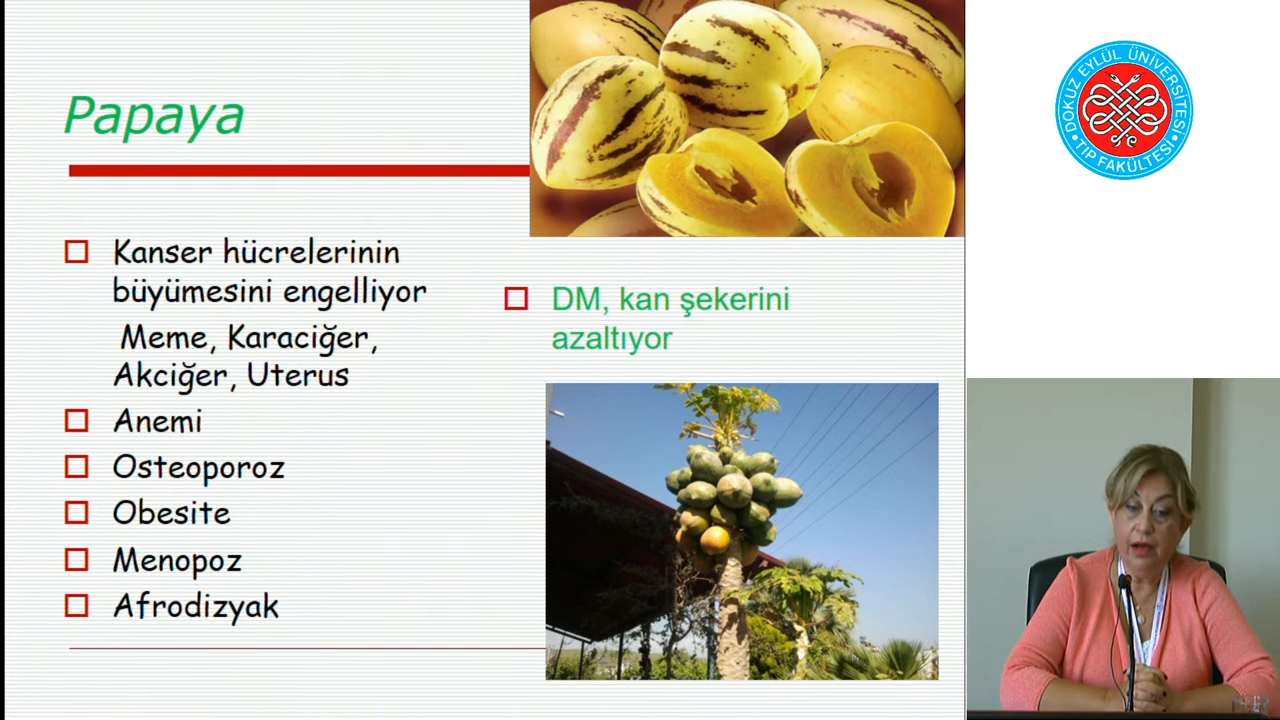 Papaya
Kanser hücrelerinin
büyümesini engelliyor
Meme, Karaciğer,
Akciğer, Uterus
Anemi
Osteoporoz
Obesite
Menopoz
Afrodizyak
DM, kan şekerini
azaltıyor
DOKUZ EYLÜL ÜNİVERSİTESİ
TIP FAKÜLTESİ